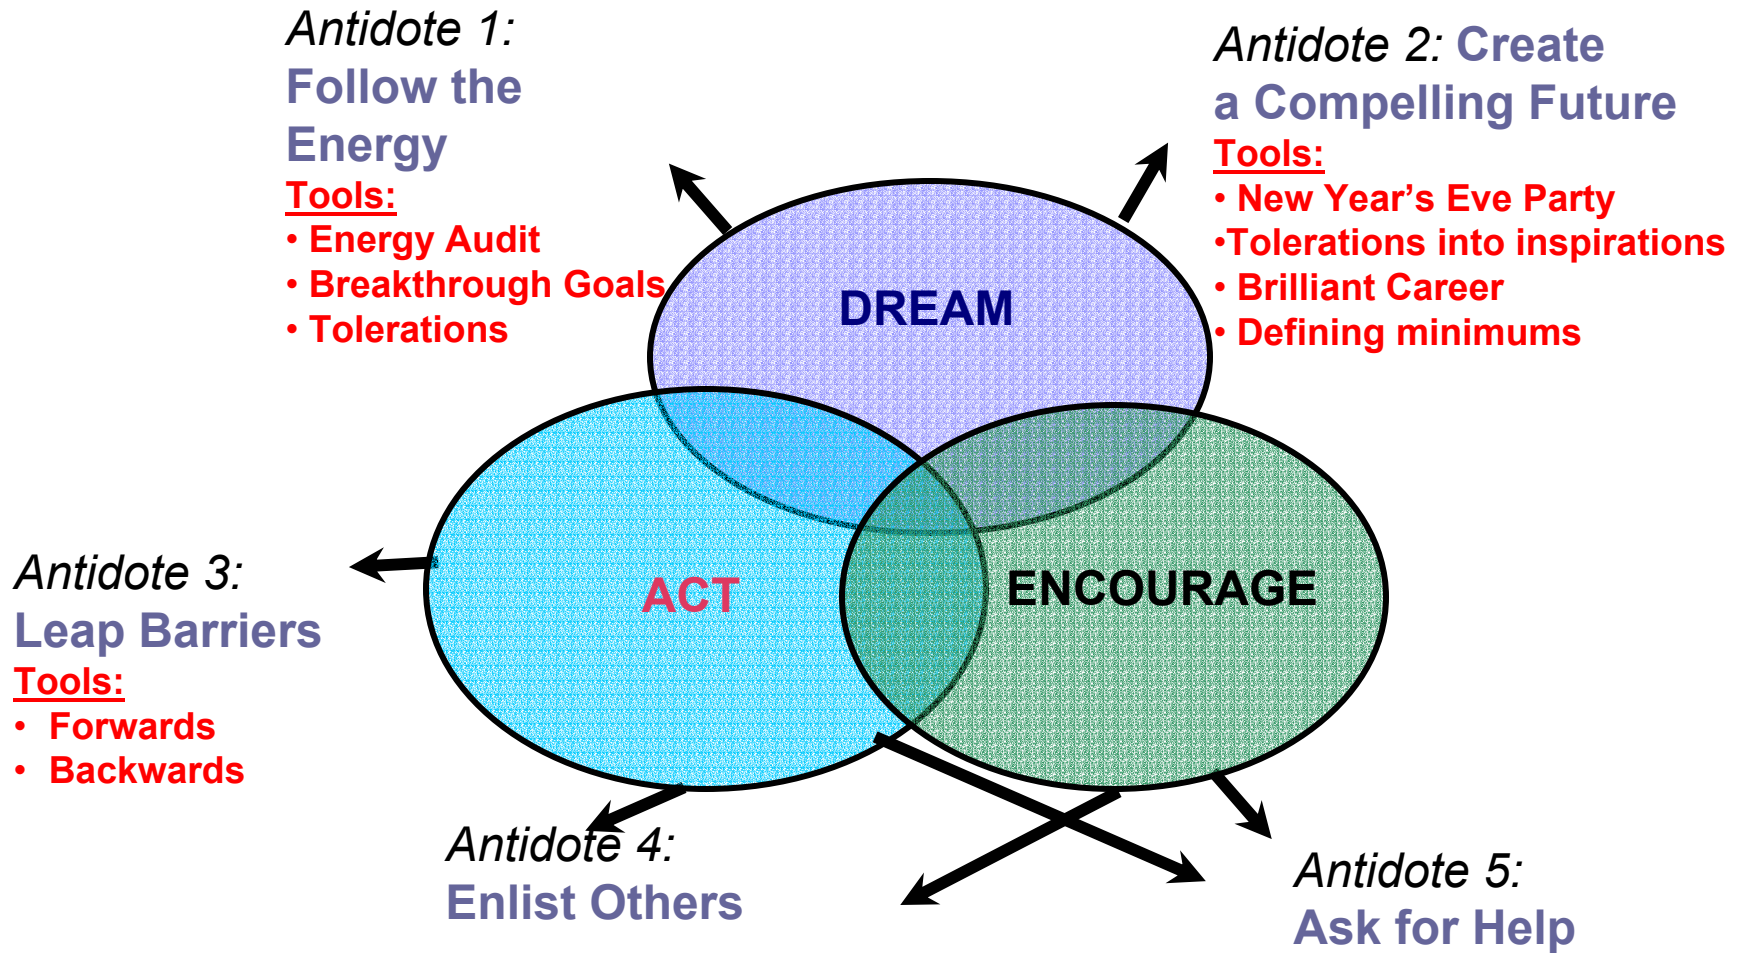 Antidote 1:
Follow the
Energy
Tools:
• Energy Audit
• Breakthrough Goals
• Tolerations
Antidote 2: Create
a Compelling Future
Tools:
• New Year’s Eve Party
•Tolerations into inspirations
• Brilliant Career
• Defining minimums
DREAM
ACT
ENCOURAGE
Antidote 3:
Leap Barriers
Tools:
• Forwards
• Backwards
Antidote 4:
Enlist Others
Antidote 5:
Ask for Help